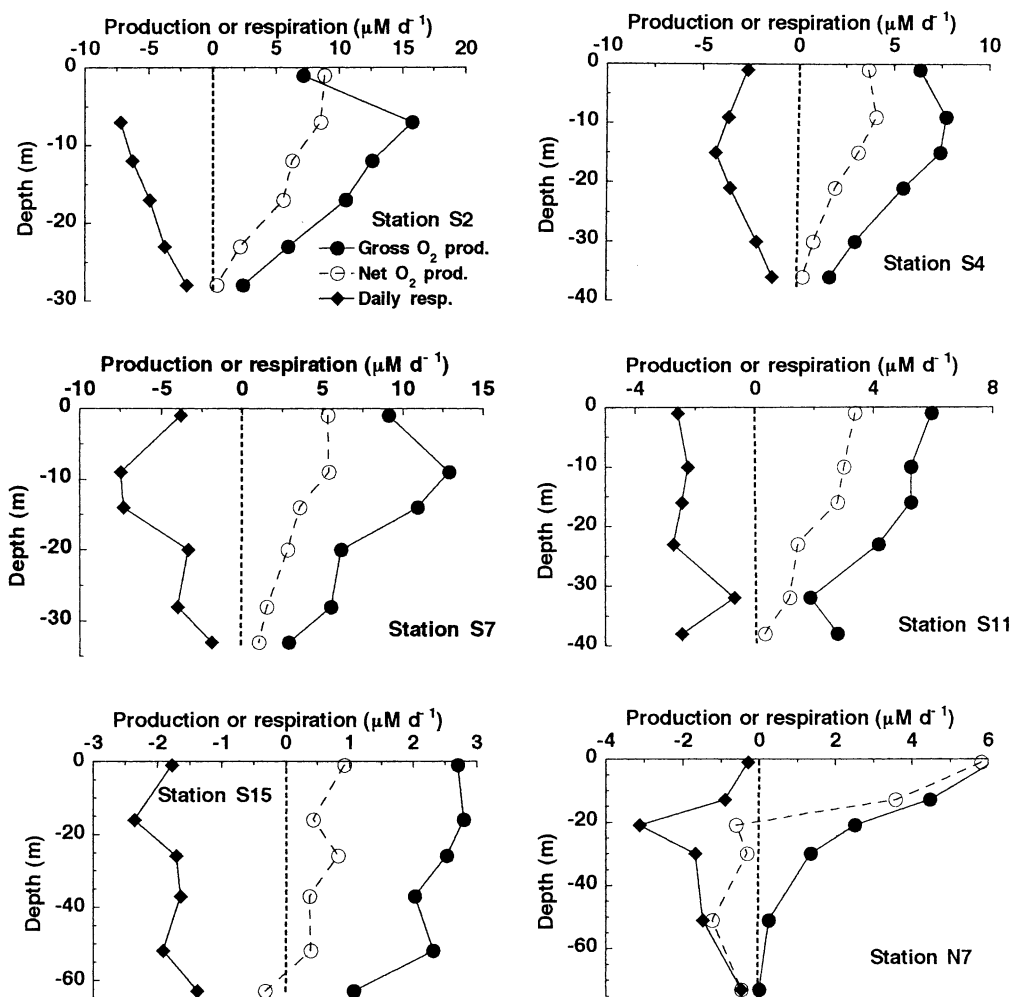 Production or respiration (μM d⁻¹)
-10 -5 0 5 10 15 20
0
-10
-20
-30
Depth (m)
Station S2
Gross O₂ prod.
Net O₂ prod.
Daily resp.
Production or respiration (μM d⁻¹)
-10 -5 0 5 10
0
-10
-20
-30
-40
Depth (m)
Station S4
Production or respiration (μM d⁻¹)
-10 -5 0 5 10 15
0
-10
-20
-30
Depth (m)
Station S7
Production or respiration (μM d⁻¹)
-4 0 4 8
0
-10
-20
-30
-40
Depth (m)
Station S11
Production or respiration (μM d⁻¹)
-3 -2 -1 0 1 2 3
0
-20
-40
-60
Depth (m)
Station S15
Production or respiration (μM d⁻¹)
-4 -2 0 2 4 6
0
-20
-40
-60
Depth (m)
Station N7